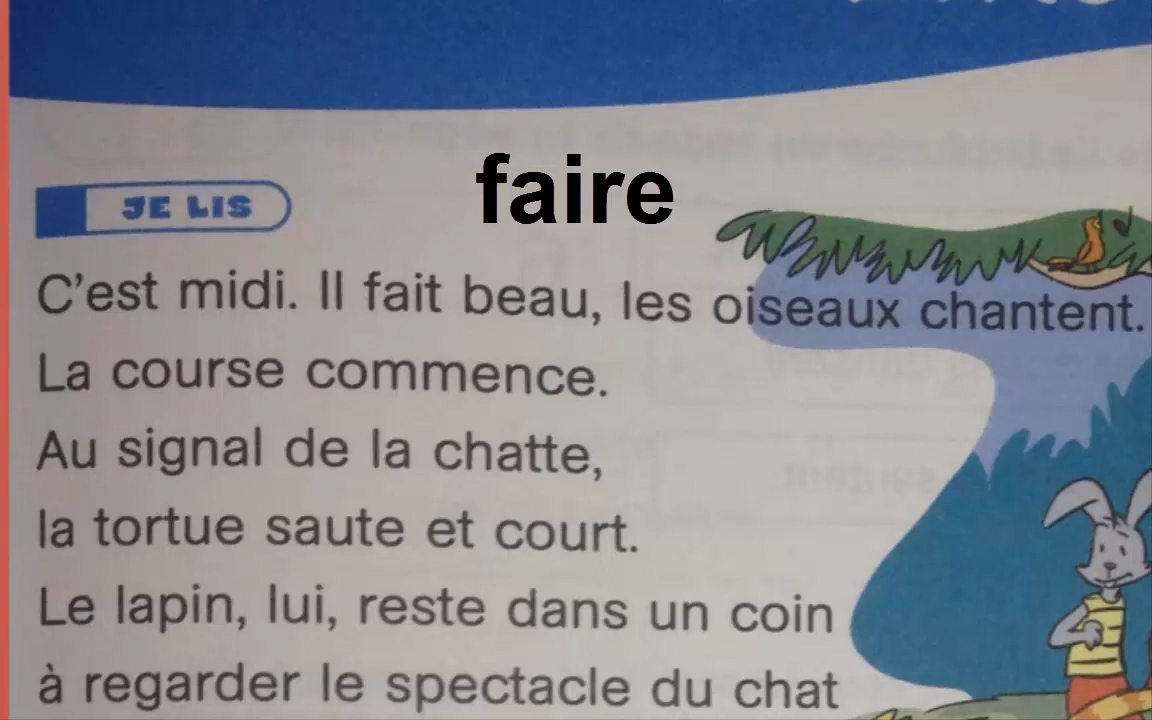 faire
JE LIS
C'est midi. Il fait beau, les oiseaux chantent.
La course commence.
Au signal de la chatte,
la tortue saute et court.
Le lapin, lui, reste dans un coin
à regarder le spectacle du chat